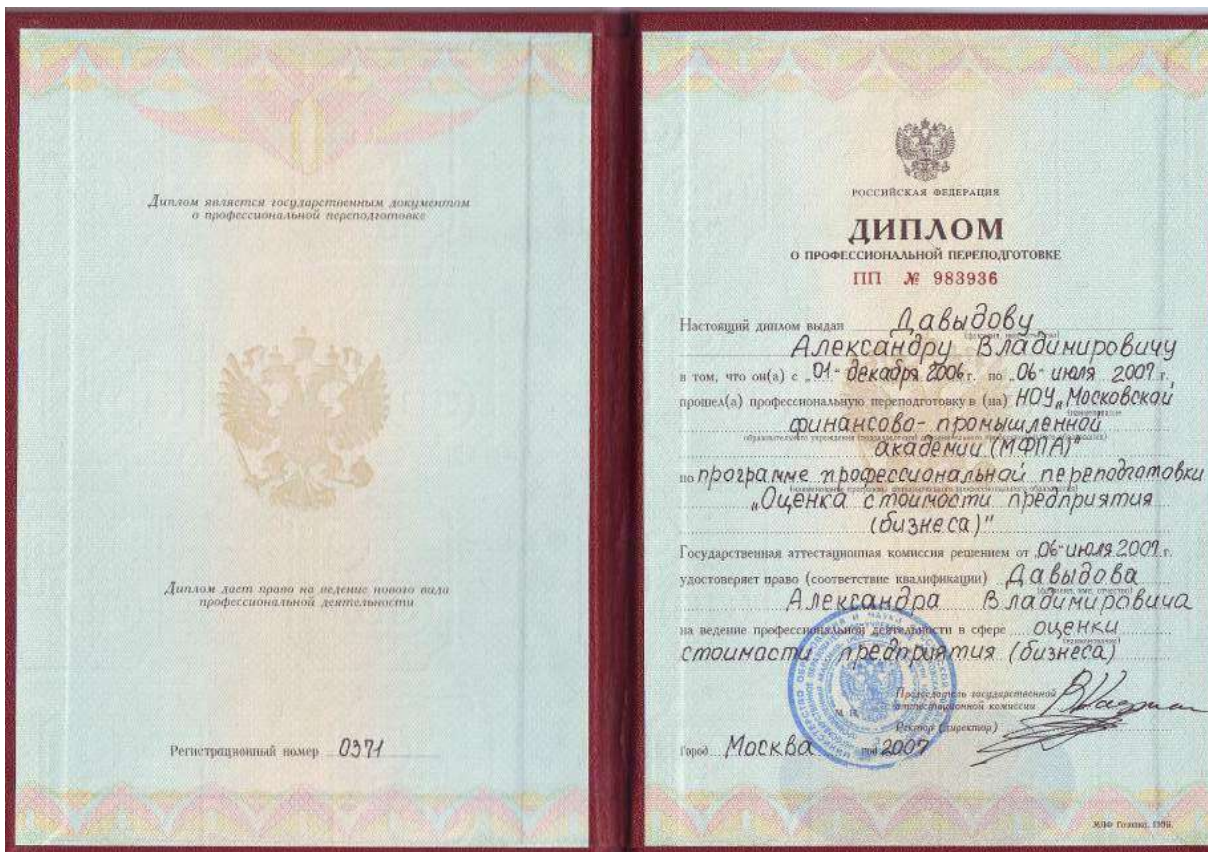 Диплом является государственным документом
о профессиональной переподготовке
Диплом дает право на ведение нового вида
профессиональной деятельности
Регистрационный номер 0371
РОССИЙСКАЯ ФЕДЕРАЦИЯ
ДИПЛОМ
О ПРОФЕССИОНАЛЬНОЙ ПЕРЕПОДГОТОВКЕ
ПП № 983936
Настоящий диплом выдан Давыдову
Александру Владимировичу
в том, что он(а) с „01" декабря 2006 г. по „06" июля 2007 г.
прошел(а) профессиональную переподготовку в (на) НОУ „Московской
финансово-промышленной
академии (МФПА)"
по программе профессиональной переподготовки
„Оценка стоимости предприятия
(бизнеса)"
Государственная аттестационная комиссия решением от „06" июля 2007 г.
удостоверяет право (соответствие квалификации) Давыдова
(фамилия, имя, отчество)
Александра Владимировича
на ведение профессиональной деятельности в сфере оценки
(наименование)
стоимости предприятия (бизнеса)
Председатель государственной
аттестационной комиссии
М. П.
Ректор (директор)
Город Москва год 2007